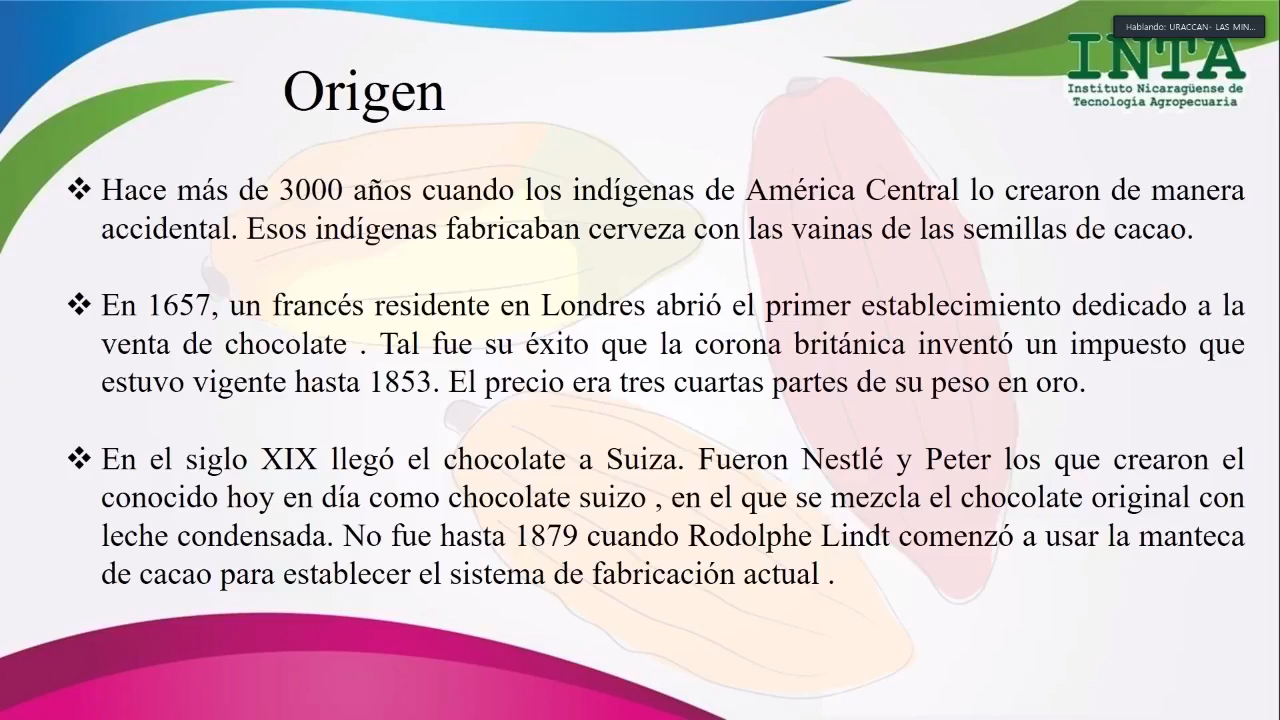 Hablando: URACCAN- LAS MIN...
INTA
Instituto Nicaragüense de
Tecnología Agropecuaria
Origen
❖ Hace más de 3000 años cuando los indígenas de América Central lo crearon de manera
accidental. Esos indígenas fabricaban cerveza con las vainas de las semillas de cacao.
❖ En 1657, un francés residente en Londres abrió el primer establecimiento dedicado a la
venta de chocolate . Tal fue su éxito que la corona británica inventó un impuesto que
estuvo vigente hasta 1853. El precio era tres cuartas partes de su peso en oro.
❖ En el siglo XIX llegó el chocolate a Suiza. Fueron Nestlé y Peter los que crearon el
conocido hoy en día como chocolate suizo , en el que se mezcla el chocolate original con
leche condensada. No fue hasta 1879 cuando Rodolphe Lindt comenzó a usar la manteca
de cacao para establecer el sistema de fabricación actual .